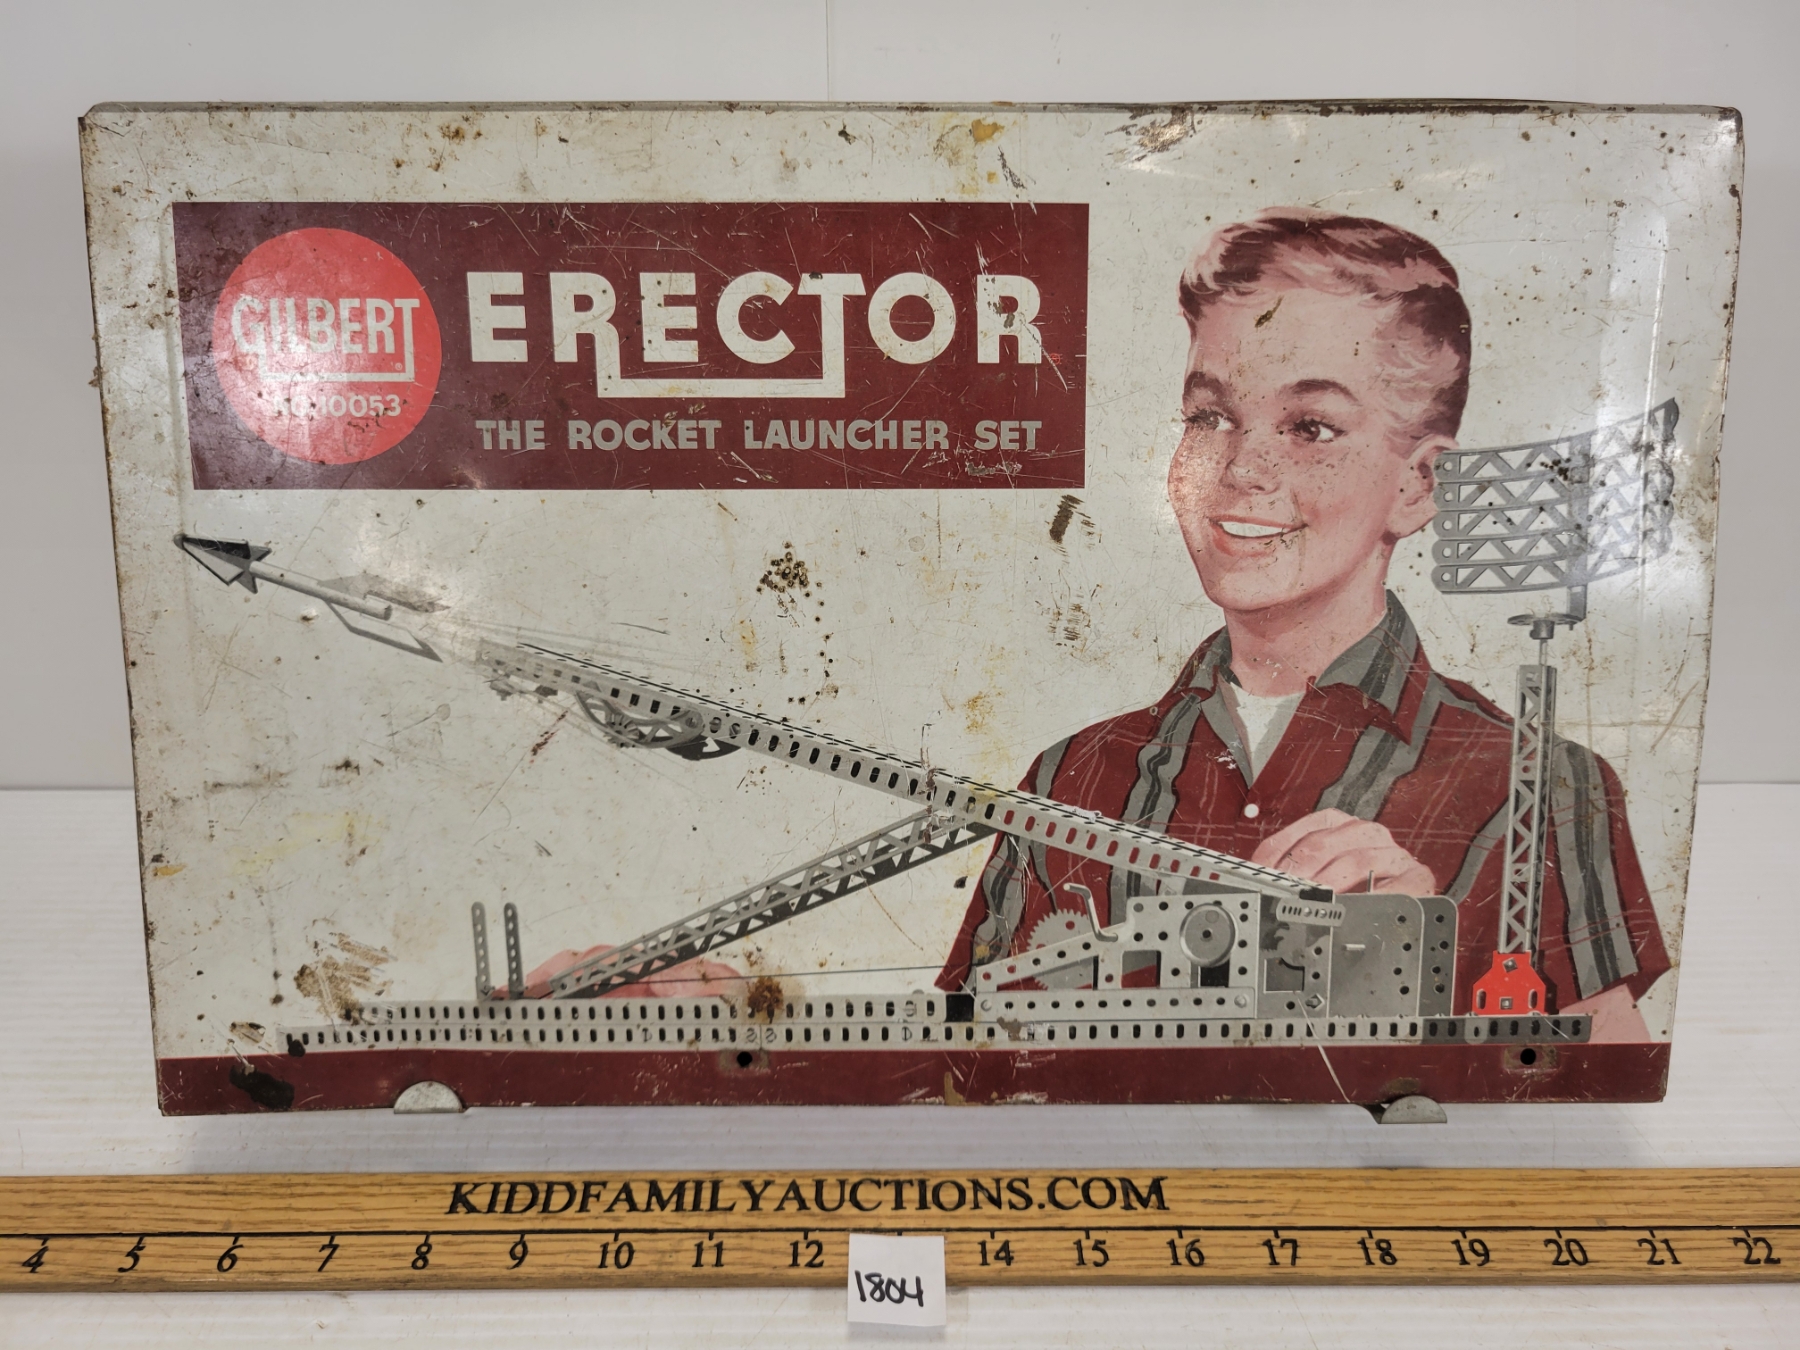 GILBERT
®
NO. 10053
ERECTOR
THE ROCKET LAUNCHER SET
KIDDFAMILYAUCTIONS.COM
4 5 6 7 8 9 10 11 12 14 15 16 17 18 19 20 21 22
1804